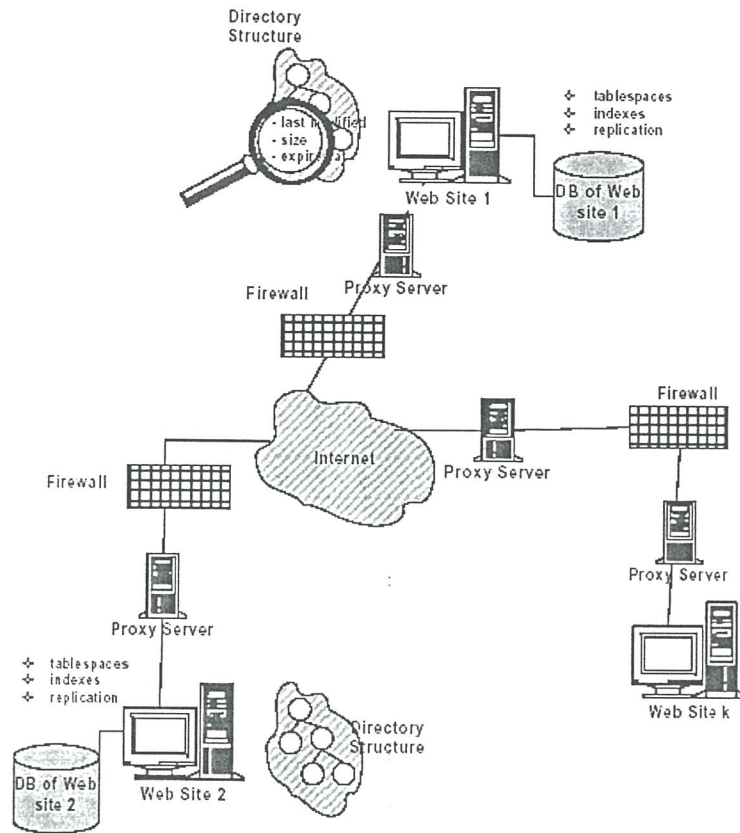 Directory
Structure
- last modified
- size
- expires
❖ tablespaces
❖ indexes
❖ replication
Web Site 1
DB of Web
site 1
Proxy Server
Firewall
Internet
Proxy Server
Firewall
Proxy Server
Web Site k
Firewall
Proxy Server
❖ tablespaces
❖ indexes
❖ replication
DB of Web
site 2
Web Site 2
Directory
Structure